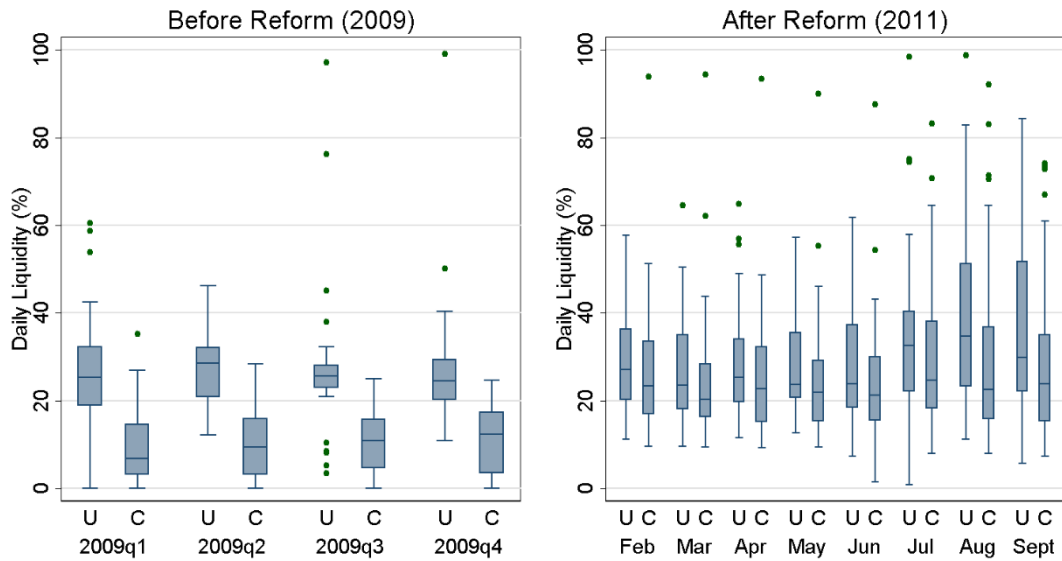 Before Reform (2009)
Daily Liquidity (%)
100
80
60
40
20
0
U C U C U C U C
2009q1 2009q2 2009q3 2009q4
After Reform (2011)
Daily Liquidity (%)
100
80
60
40
20
0
U C U C U C U C U C U C U C U C
Feb Mar Apr May Jun Jul Aug Sept